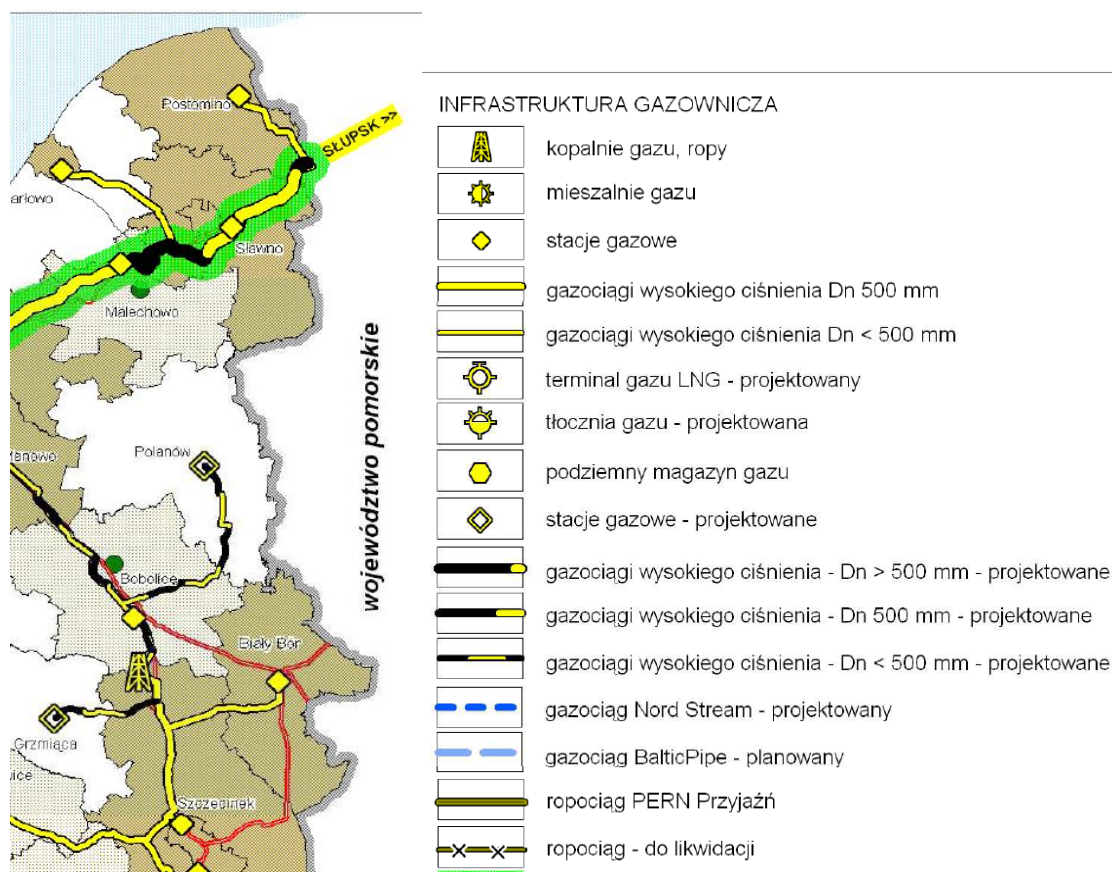 Postomino
SŁUPSK >>
arłowo
Sławno
Malechowo
województwo pomorskie
Polanów
Manowo
Bobolice
Biały Bór
Grzmiąca
wice
Szczecinek
INFRASTRUKTURA GAZOWNICZA
kopalnie gazu, ropy
mieszalnie gazu
stacje gazowe
gazociągi wysokiego ciśnienia Dn 500 mm
gazociągi wysokiego ciśnienia Dn < 500 mm
terminal gazu LNG - projektowany
tłocznia gazu - projektowana
podziemny magazyn gazu
stacje gazowe - projektowane
gazociągi wysokiego ciśnienia - Dn > 500 mm - projektowane
gazociągi wysokiego ciśnienia - Dn 500 mm - projektowane
gazociągi wysokiego ciśnienia - Dn < 500 mm - projektowane
gazociąg Nord Stream - projektowany
gazociąg BalticPipe - planowany
ropociąg PERN Przyjaźń
ropociąg - do likwidacji